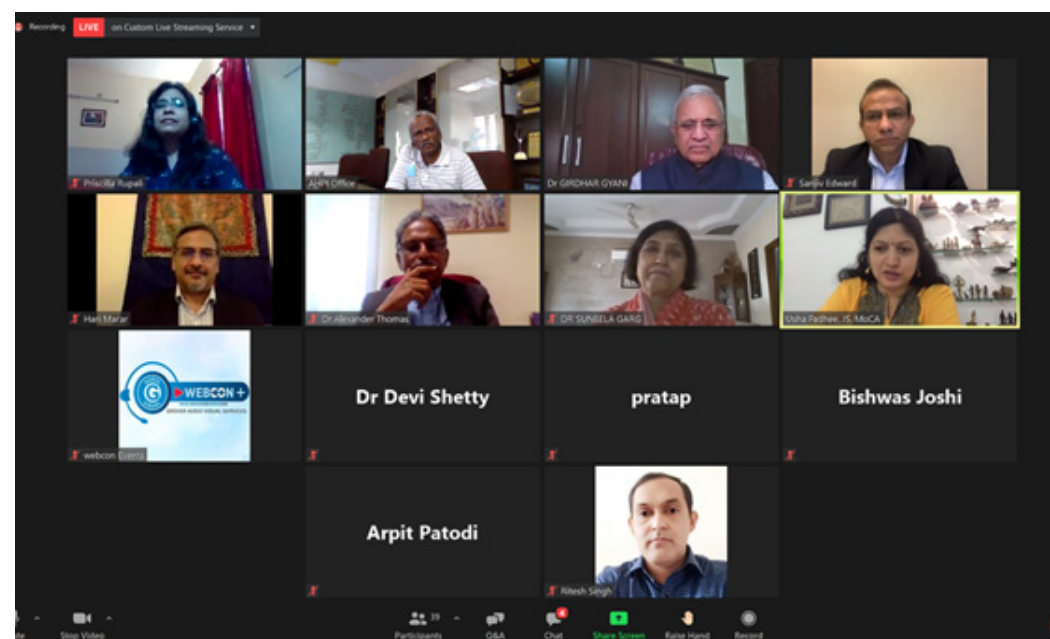 Recording LIVE on Custom Live Streaming Service
Priscilla Rupali
AHPI Office
Dr GIRDHAR GYANI
Sanjiv Edward
Hari Marar
Dr.Alexander Thomas
DR SUNEELA GARG
Usha Padhee, JS, MoCA
G WEBCON+
webcon Events
Dr Devi Shetty
pratap
Bishwas Joshi
Arpit Patodi
Ritesh Singh
Stop Video
39
Participants
Q&A
Chat
Share Screen
Raise Hand
Record